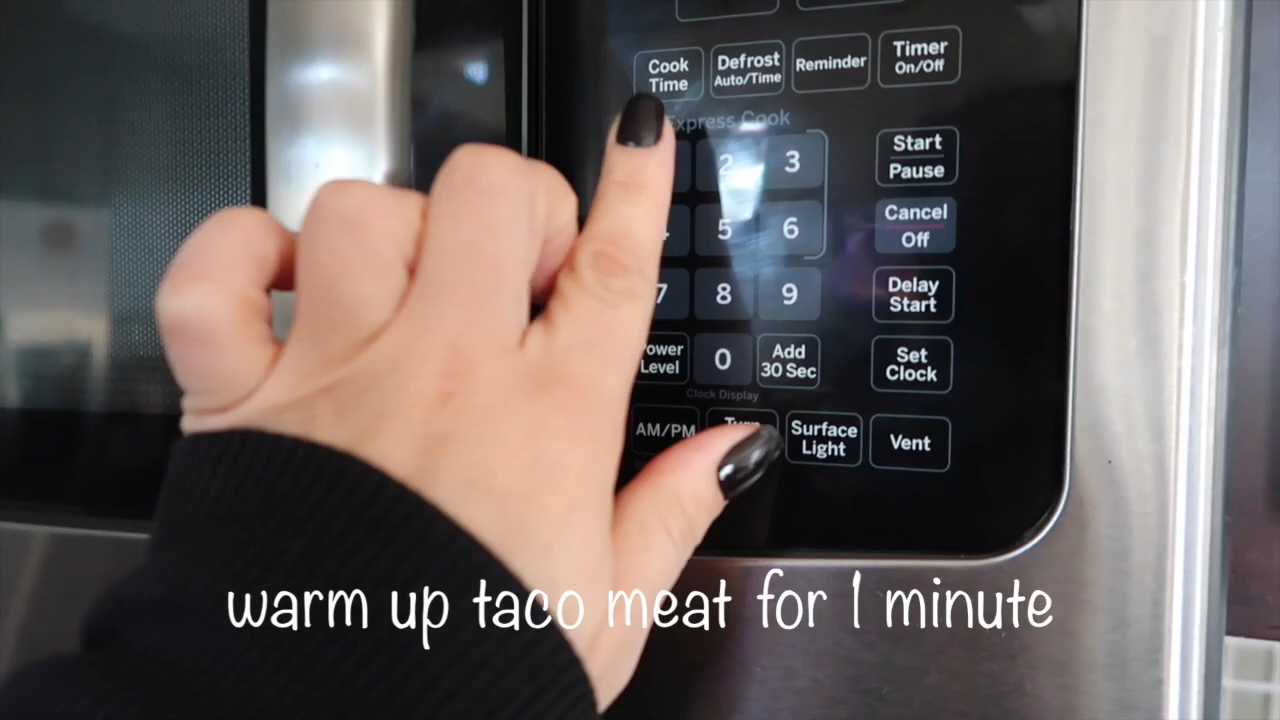 Cook
Time
Defrost
Auto/Time
Reminder
Timer
On/Off
Express Cook
2
3
Start
Pause
5
6
Cancel
Off
7
8
9
Delay
Start
Level
0
Add
30 Sec
Set
Clock
Clock Display
AM/PM
Surface
Light
Vent
warm up taco meat for 1 minute